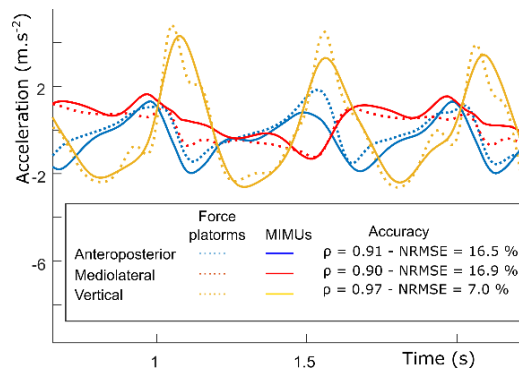 Acceleration (m.s-2)
2
-2
-6
Force
platorms MIMUs Accuracy
Anteroposterior ρ = 0.91 - NRMSE = 16.5 %
Mediolateral ρ = 0.90 - NRMSE = 16.9 %
Vertical ρ = 0.97 - NRMSE = 7.0 %
1 1.5 Time (s)